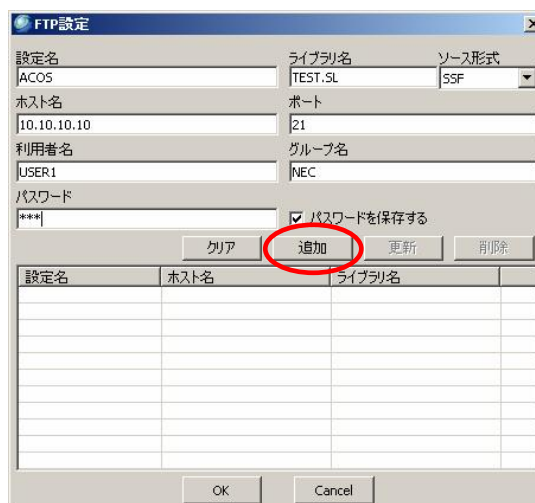 FTP設定
設定名 ライブラリ名 ソース形式
ACOS TEST.SL SSF
ホスト名 ポート
10.10.10.10 21
利用者名 グループ名
USER1 NEC
パスワード
*** パスワードを保存する
クリア 追加 更新 削除
設定名 ホスト名 ライブラリ名
OK Cancel